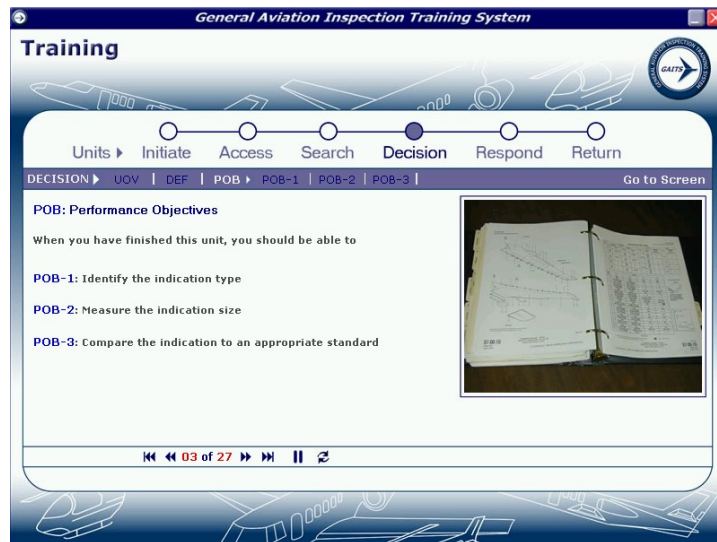 General Aviation Inspection Training System
Training
GAITS
Units Initiate Access Search Decision Respond Return
DECISION UOV | DEF | POB POB-1 | POB-2 | POB-3 | Go to Screen
POB: Performance Objectives
When you have finished this unit, you should be able to
POB-1: Identify the indication type
POB-2: Measure the indication size
POB-3: Compare the indication to an appropriate standard
03 of 27